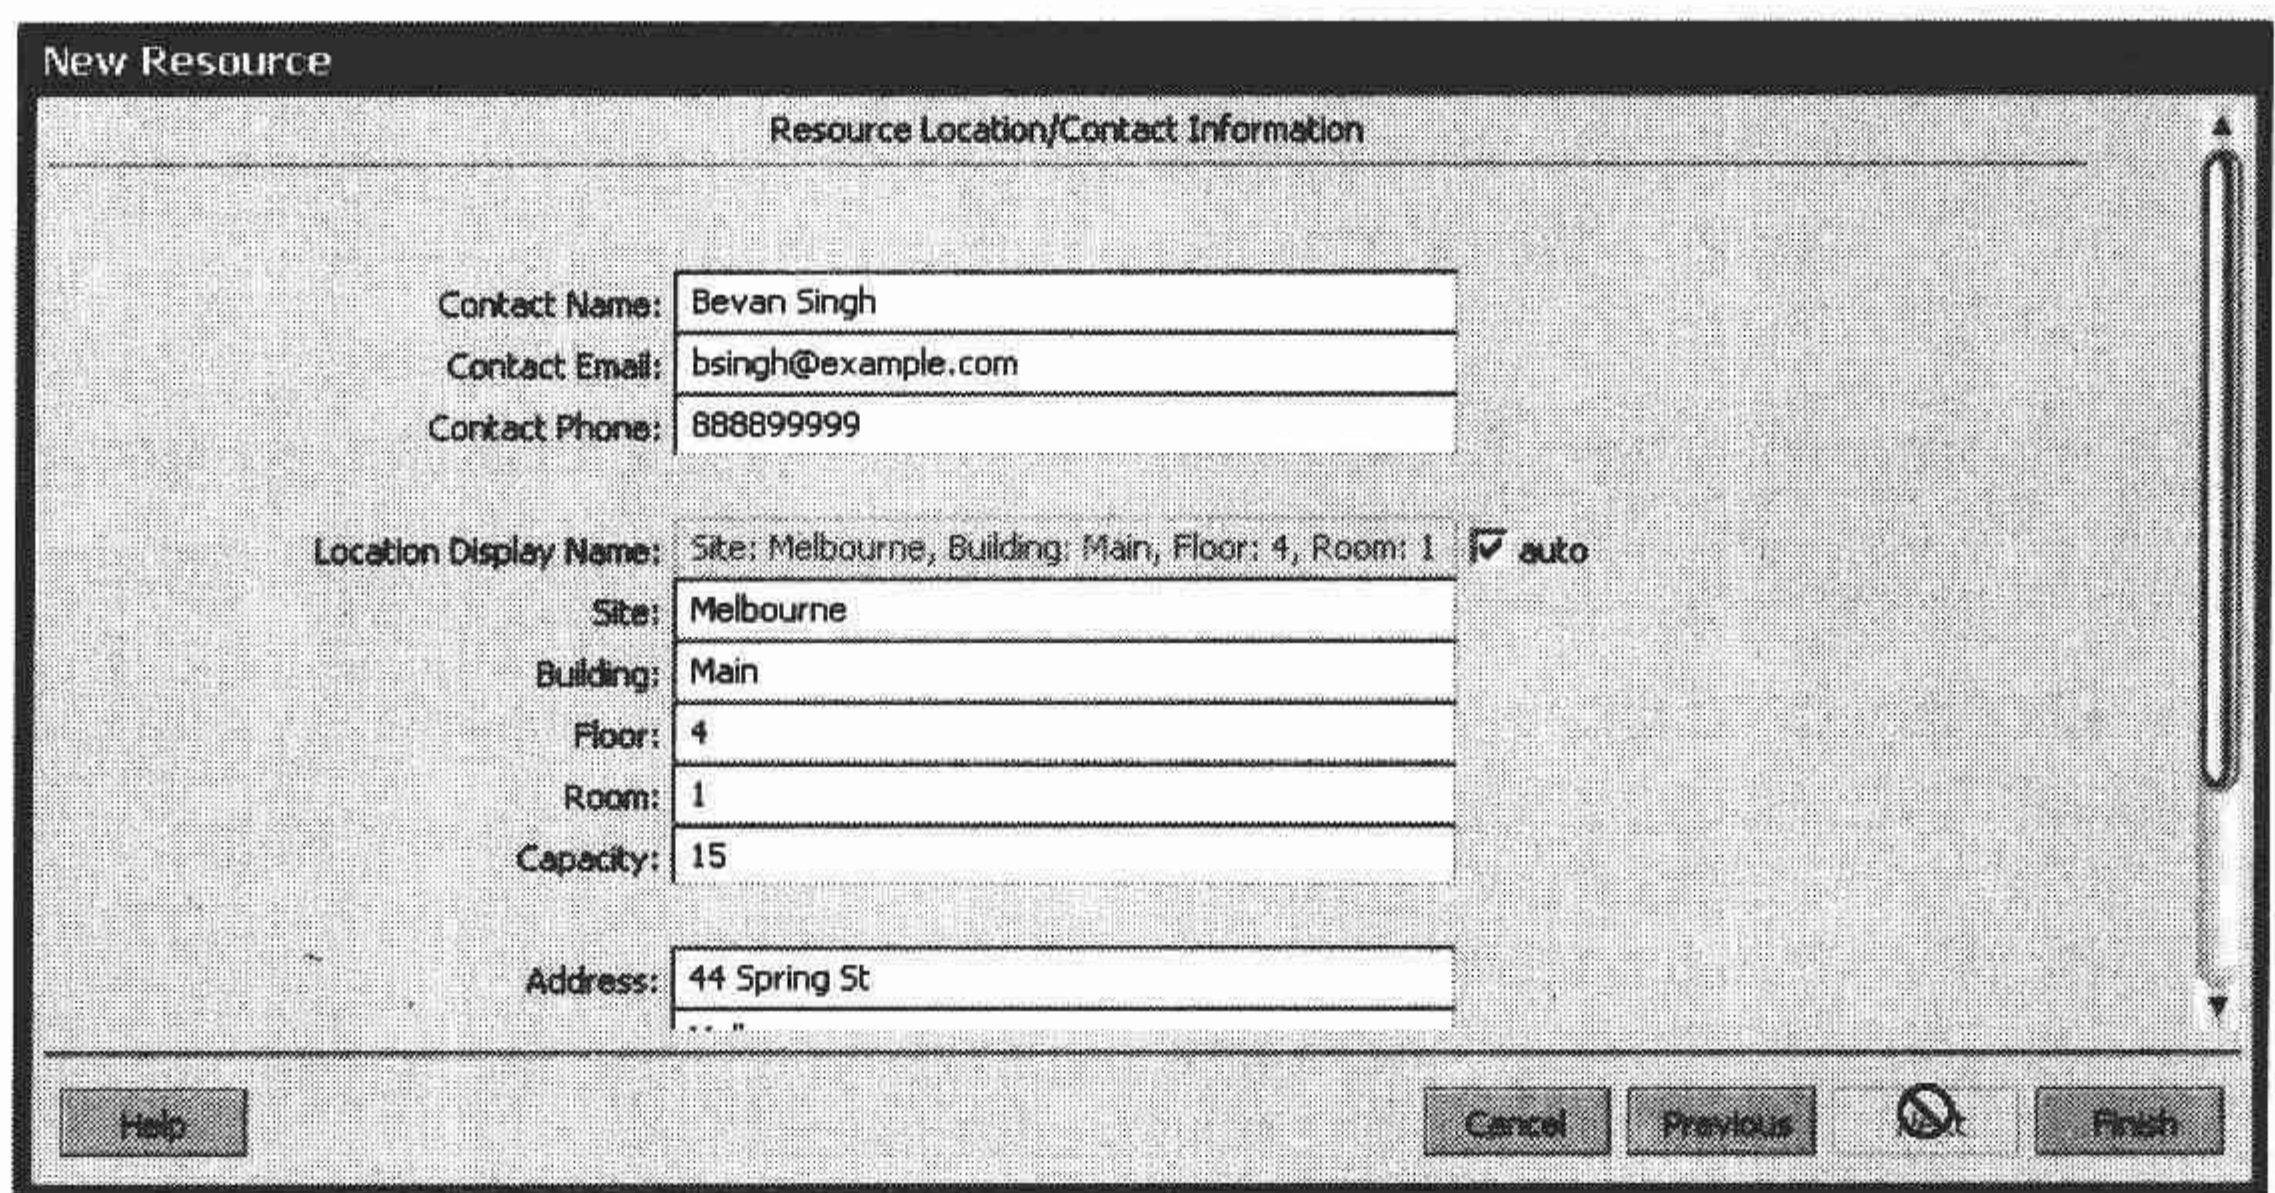 New Resource
Resource Location/Contact Information
Contact Name: Bevan Singh
Contact Email: bsingh@example.com
Contact Phone: 888899999
Location Display Name: Site: Melbourne, Building: Main, Floor: 4, Room: 1 auto
Site: Melbourne
Building: Main
Floor: 4
Room: 1
Capacity: 15
Address: 44 Spring St
Help Cancel Previous Finish